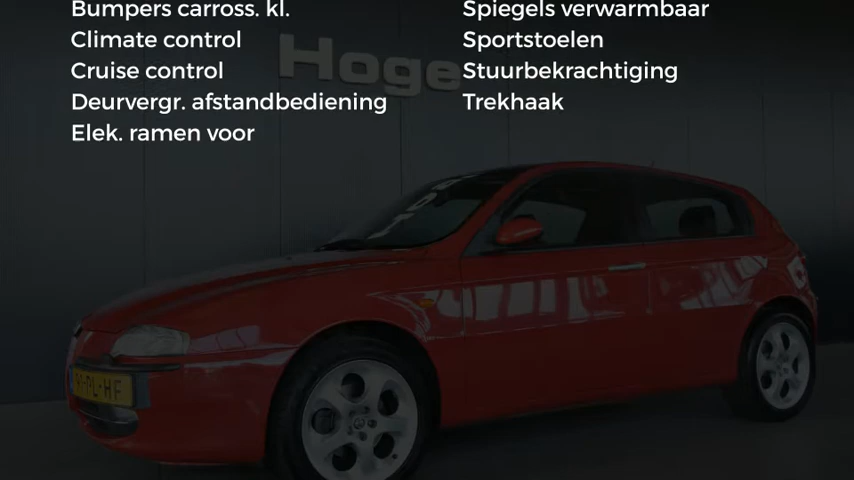 Bumpers carross. kl.
Climate control
Cruise control
Deurvergr. afstandbediening
Elek. ramen voor
Spiegels verwarmbaar
Sportstoelen
Stuurbekrachtiging
Trekhaak
Hoge